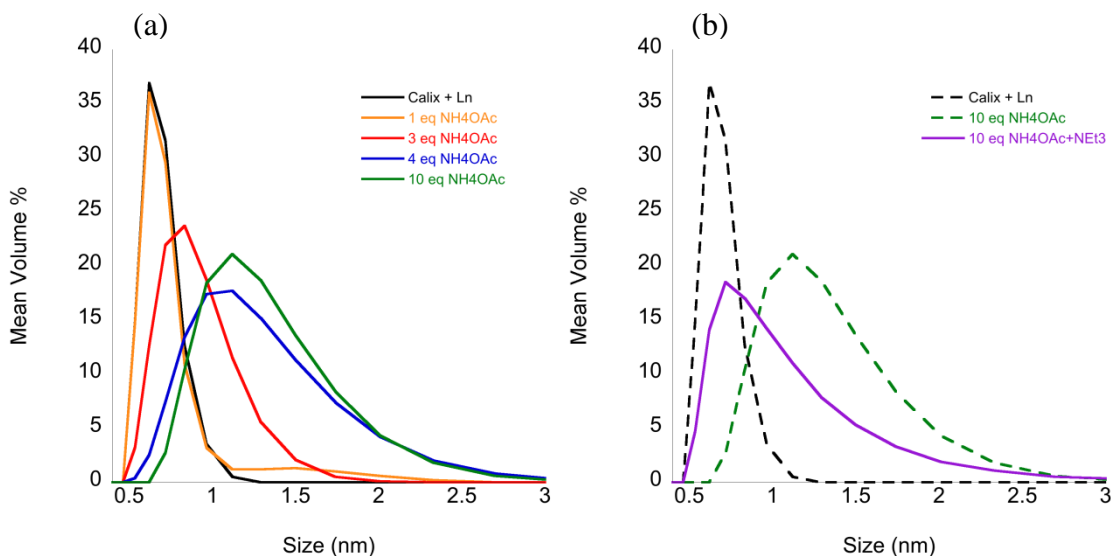 (a)
40
35
30
25
20
15
10
5
0
Mean Volume %
Calix + Ln
1 eq NH4OAc
3 eq NH4OAc
4 eq NH4OAc
10 eq NH4OAc
0.5 1 1.5 2 2.5 3
Size (nm)
(b)
40
35
30
25
20
15
10
5
0
Mean Volume %
Calix + Ln
10 eq NH4OAc
10 eq NH4OAc+NEt3
0.5 1 1.5 2 2.5 3
Size (nm)